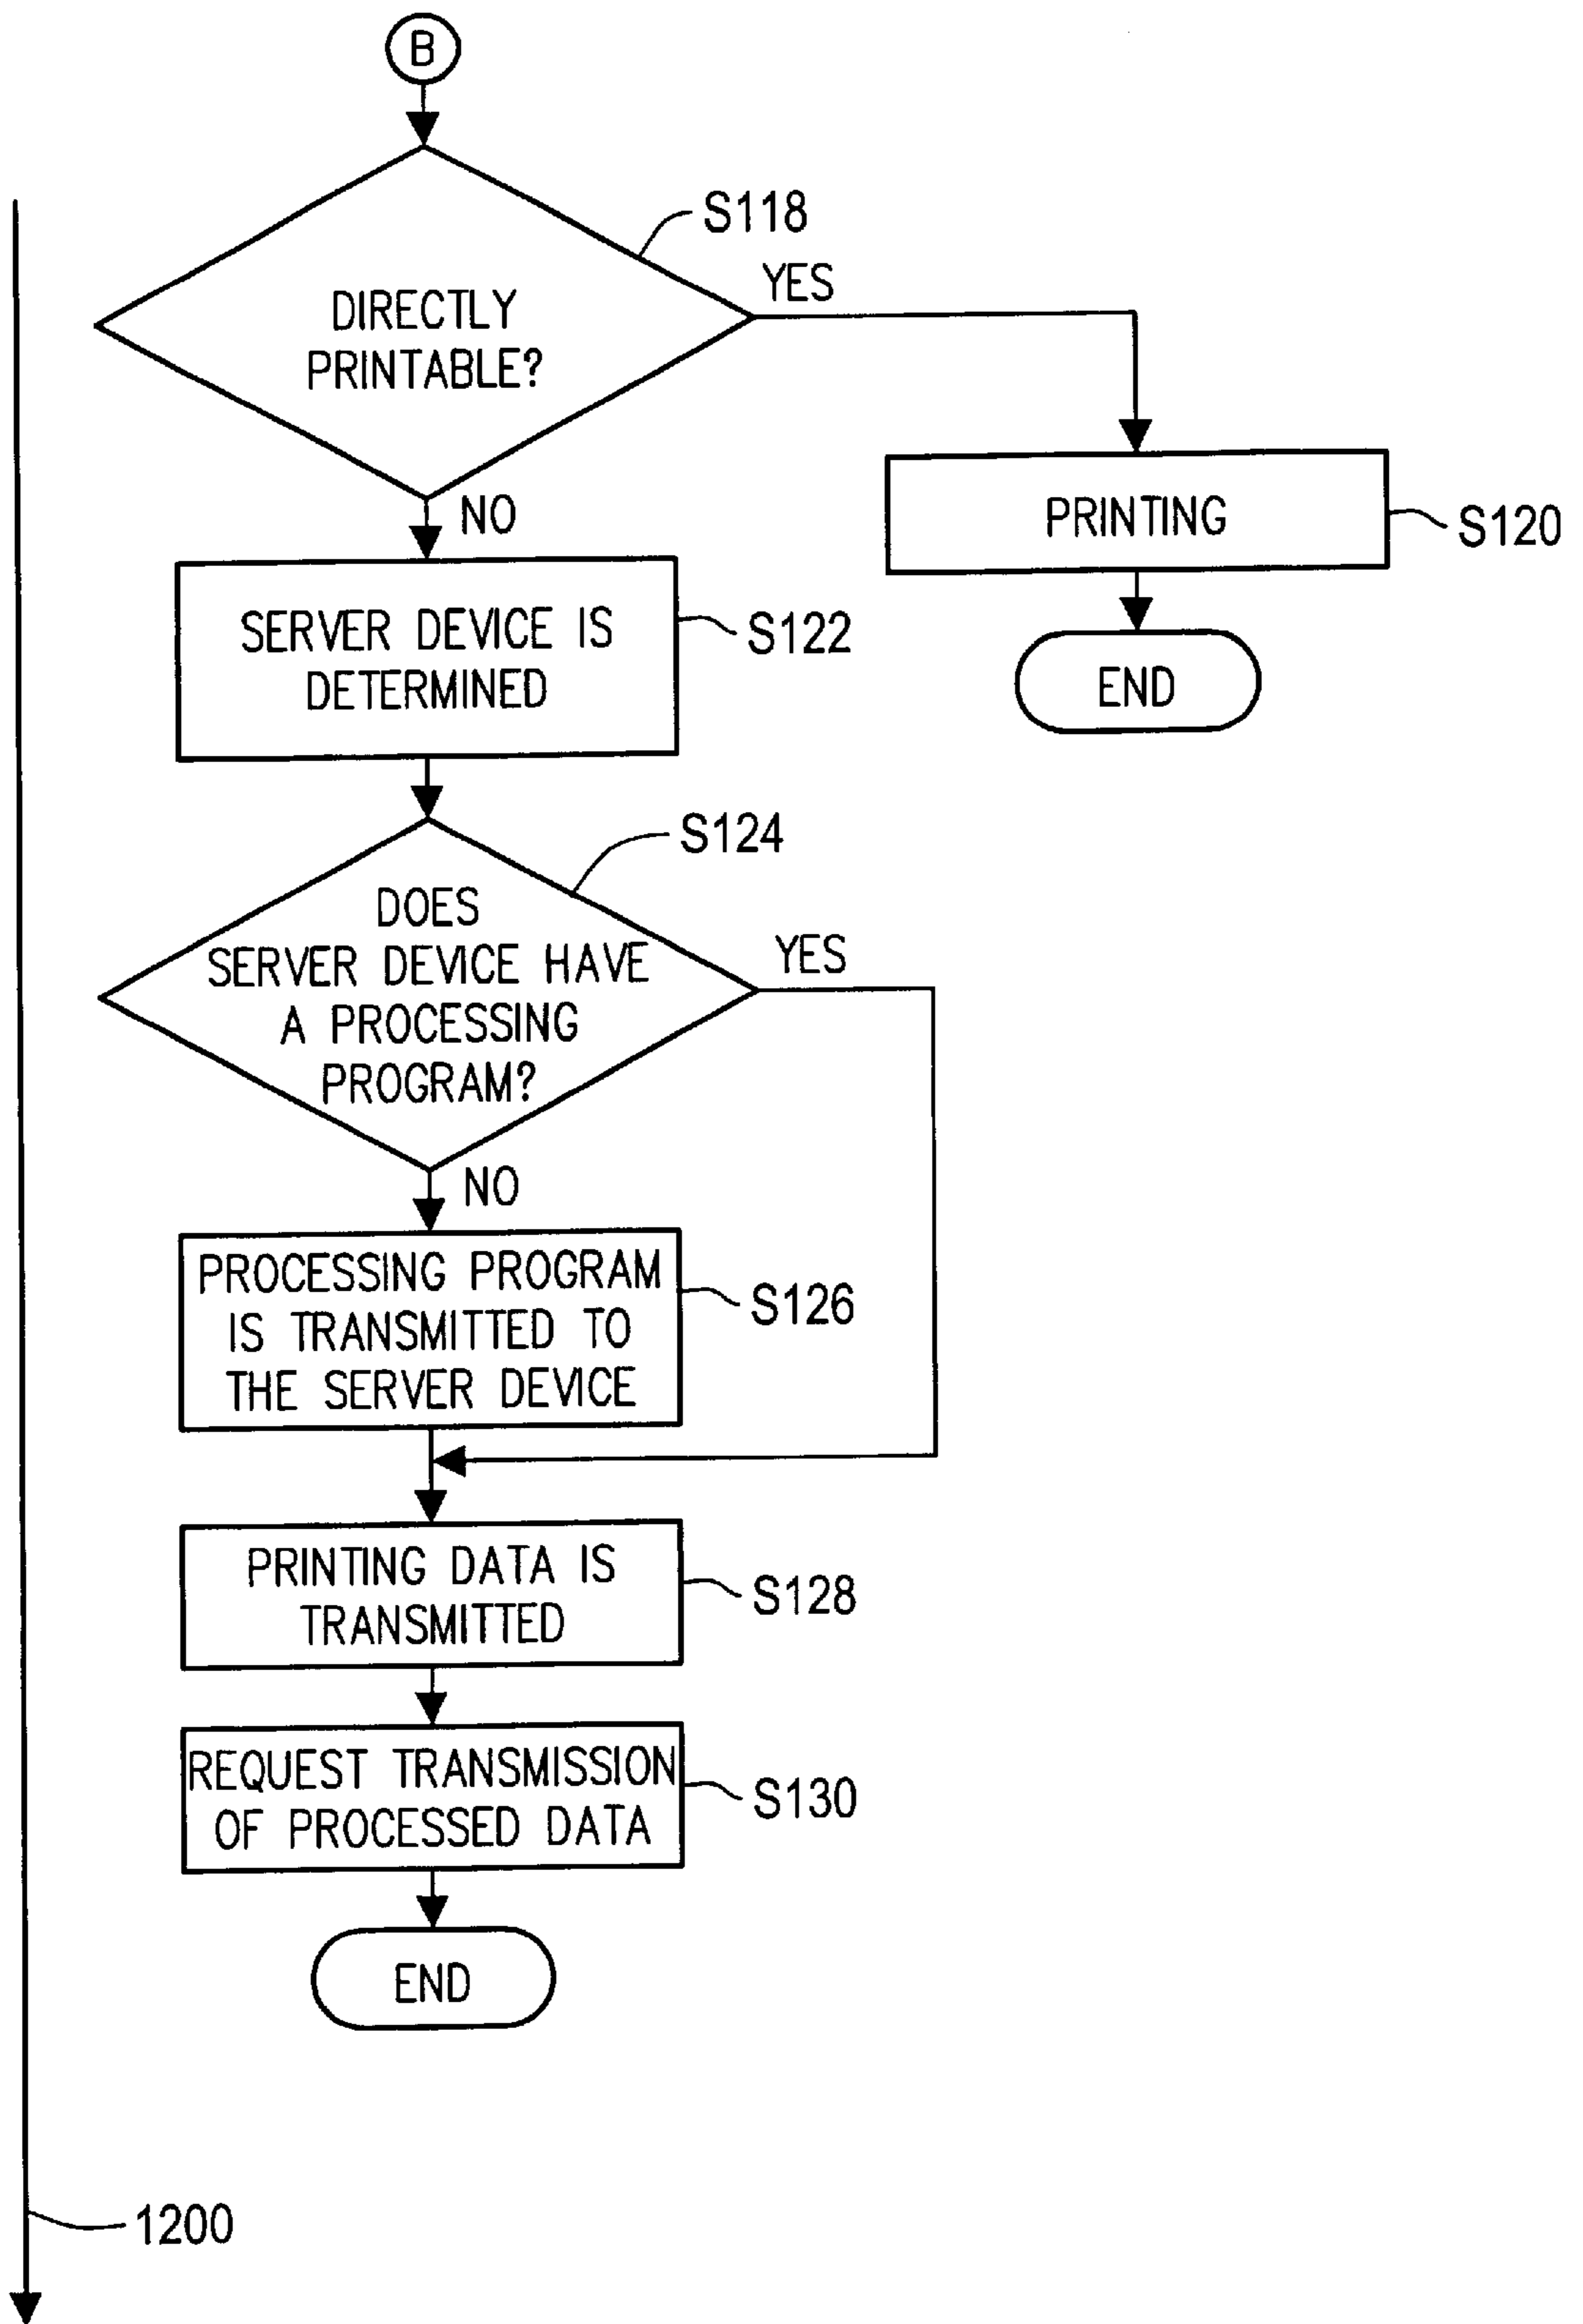 B
S118
YES
DIRECTLY
PRINTABLE?
NO
PRINTING
S120
END
SERVER DEVICE IS
DETERMINED
S122
S124
DOES
SERVER DEVICE HAVE
A PROCESSING
PROGRAM?
YES
NO
PROCESSING PROGRAM
IS TRANSMITTED TO
THE SERVER DEVICE
S126
PRINTING DATA IS
TRANSMITTED
S128
REQUEST TRANSMISSION
OF PROCESSED DATA
S130
END
1200